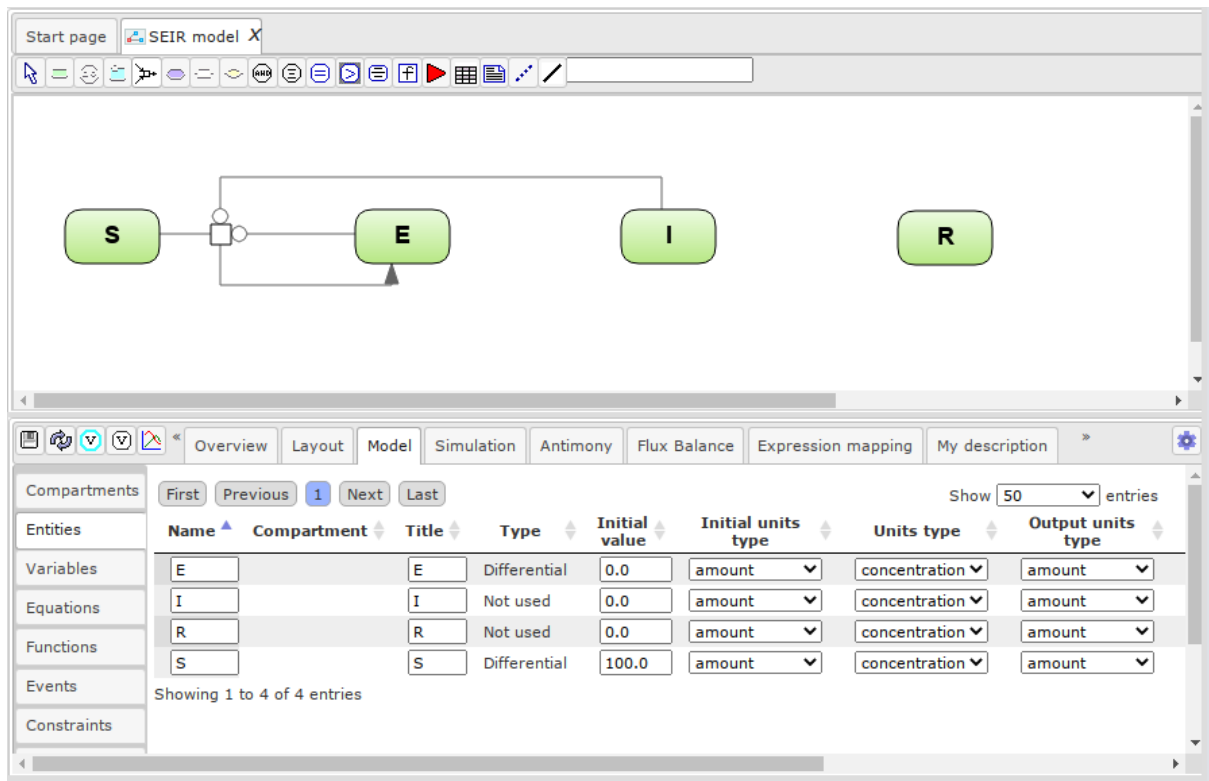 Start page SEIR model X
AND f
S E I R
V V « Overview Layout Model Simulation Antimony Flux Balance Expression mapping My description »
Compartments First Previous 1 Next Last Show 50 entries
Entities Name Compartment Title Type Initial value Initial units type Units type Output units type
Variables E E Differential 0.0 amount concentration amount
Equations I I Not used 0.0 amount concentration amount
Functions R R Not used 0.0 amount concentration amount
S S Differential 100.0 amount concentration amount
Events Showing 1 to 4 of 4 entries
Constraints